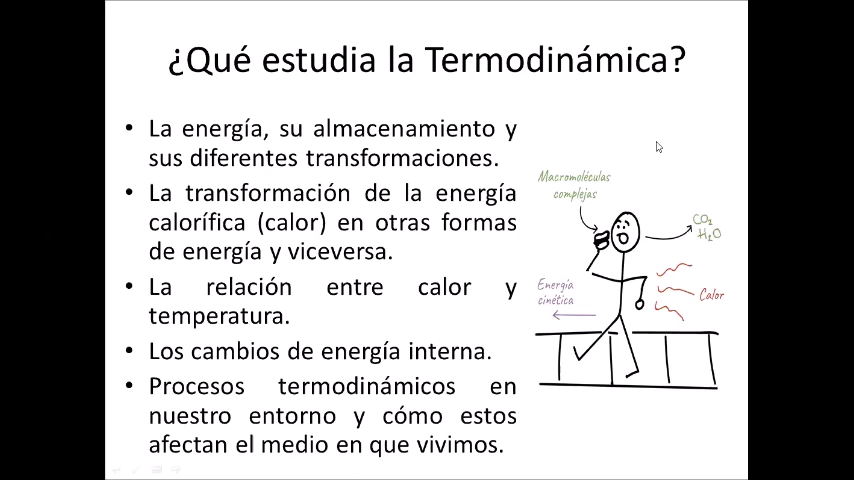 ¿Qué estudia la Termodinámica?
• La energía, su almacenamiento y
sus diferentes transformaciones.
• La transformación de la energía
calorífica (calor) en otras formas
de energía y viceversa.
• La relación entre calor y
temperatura.
• Los cambios de energía interna.
• Procesos termodinámicos en
nuestro entorno y cómo estos
afectan el medio en que vivimos.
Macromoléculas
complejas
CO₂
H₂O
Energía
cinética
Calor